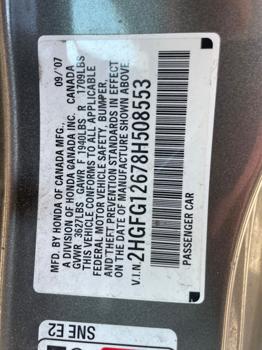 MFD. BY HONDA OF CANADA MFG., 09/'07
A DIVISION OF HONDA CANADA INC. CANADA
GVWR 3627LBS GAWR F 1940LBS R 1709LBS
THIS VEHICLE CONFORMS TO ALL APPLICABLE
FEDERAL MOTOR VEHICLE SAFETY, BUMPER,
AND THEFT PREVENTION STANDARDS IN EFFECT
ON THE DATE OF MANUFACTURE SHOWN ABOVE.
V.I.N. 2HGFG12678H508553
PASSENGER CAR
SNE E2